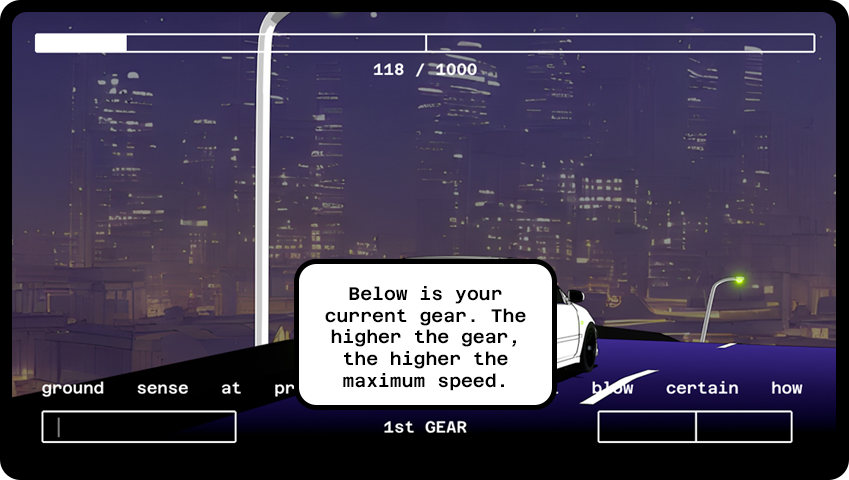 118 / 1000
Below is your
current gear. The
higher the gear,
the higher the
maximum speed.
ground sense at pr blow certain how
1st GEAR